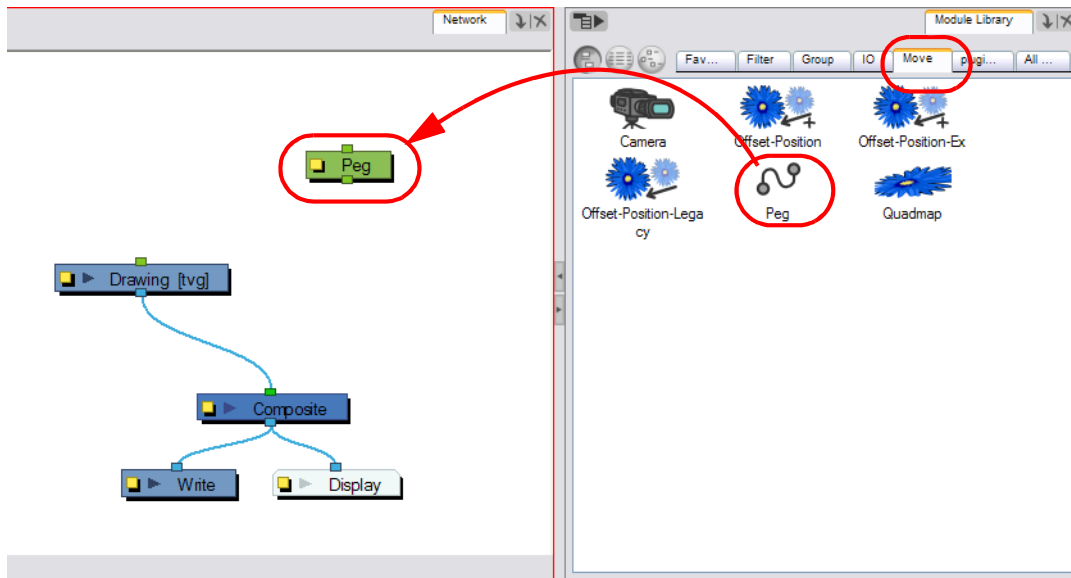 Network
Module Library
Fav...
Filter
Group
IO
Move
plugi...
All ...
Peg
Camera
Offset-Position
Offset-Position-Ex
Offset-Position-Lega
cy
Peg
Quadmap
Drawing [tvg]
Composite
Write
Display